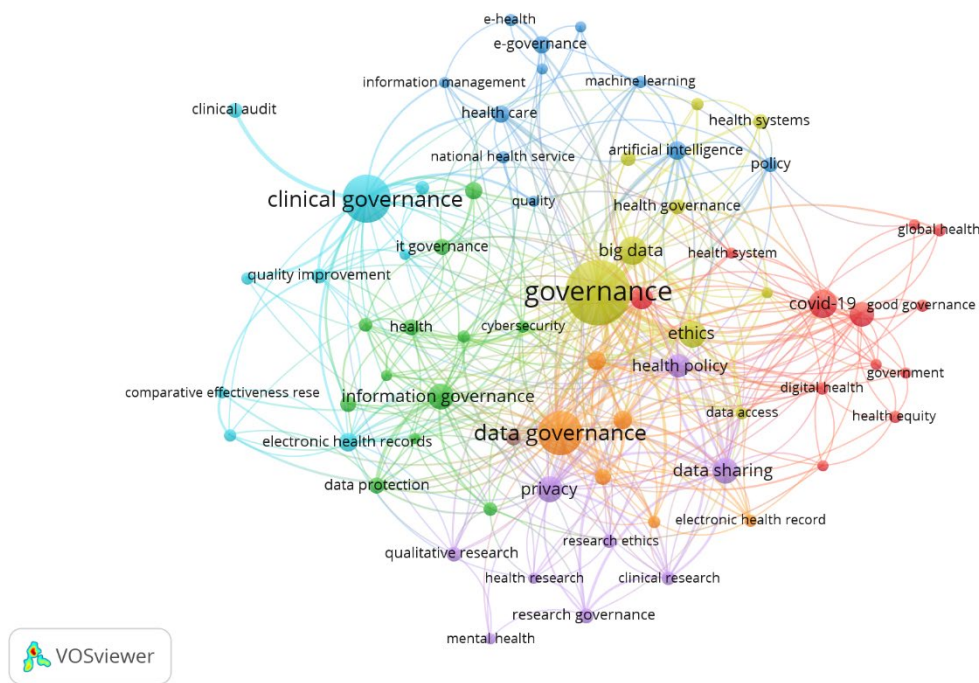 e-health
e-governance
information management
machine learning
clinical audit
health care
health systems
artificial intelligence
national health service
policy
clinical governance
quality
health governance
global health
it governance
big data
health system
quality improvement
governance
covid-19
good governance
health
cybersecurity
ethics
health policy
government
comparative effectiveness rese
information governance
digital health
data access
health equity
electronic health records
data governance
data sharing
data protection
privacy
electronic health record
research ethics
qualitative research
health research
clinical research
research governance
mental health
VOSviewer